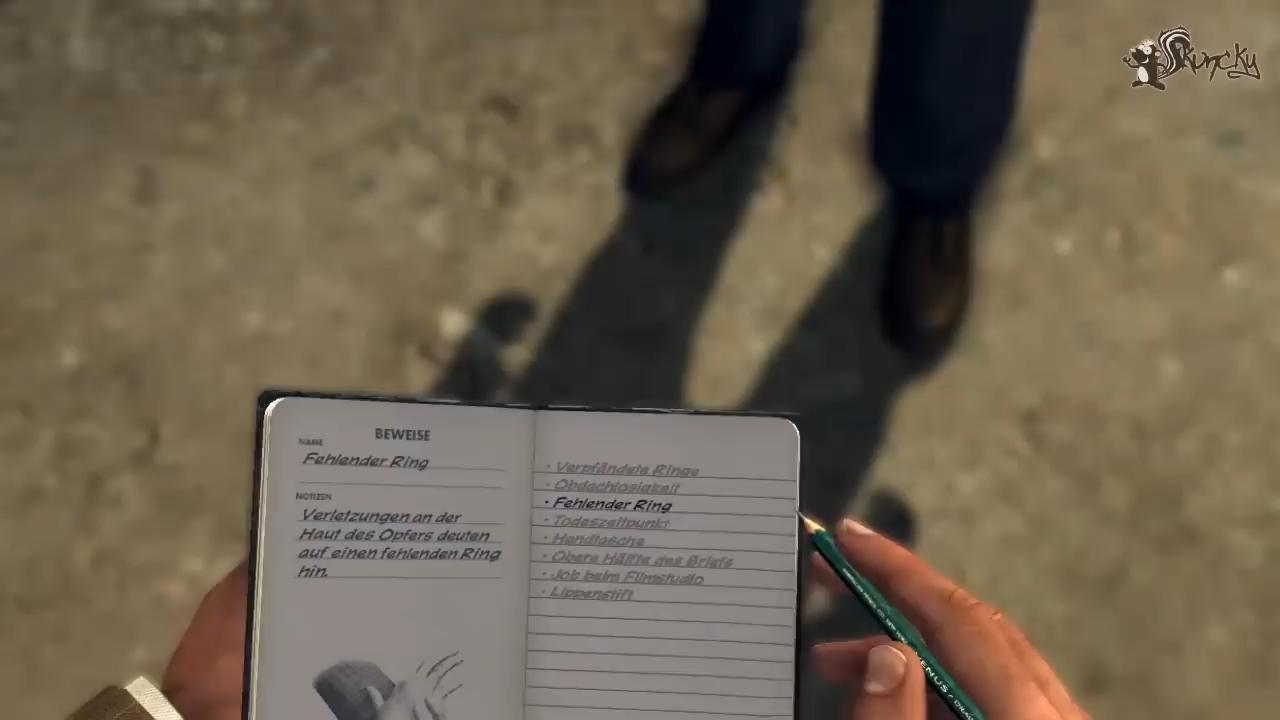 Skuncky
BEWEISE
NAME
Fehlender Ring
NOTIZEN
Verletzungen an der
Haut des Opfers deuten
auf einen fehlenden Ring
hin.
• Verpfändete Ringe
• Obdachlosigkeit
• Fehlender Ring
• Todeszeitpunkt
• Handtasche
• Obere Hälfte des Briefs
• Job beim Filmstudio
• Lippenstift
VENUS